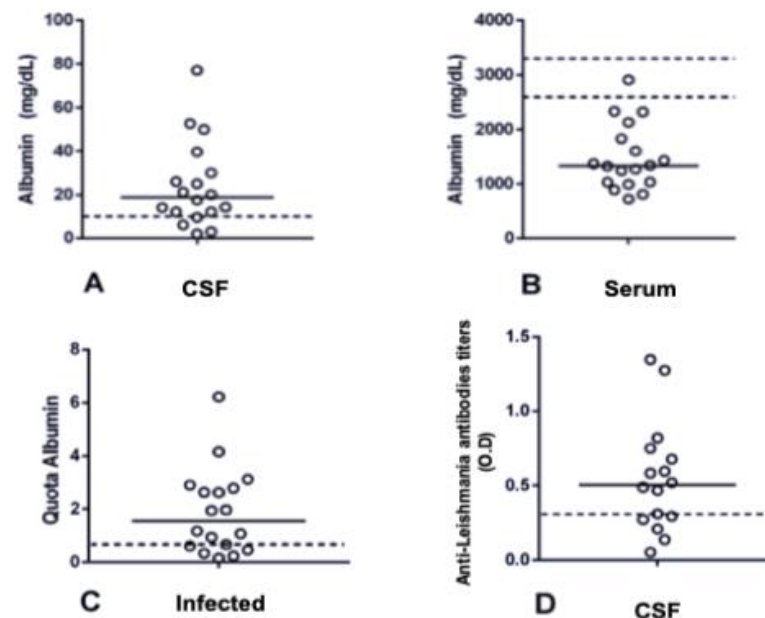 Albumin (mg/dL)
100
80
60
40
20
0
A
CSF
Albumin (mg/dL)
4000
3000
2000
1000
0
B
Serum
Quota Albumin
8
6
4
2
0
C
Infected
Anti-Leishmania antibodies titers
(O.D)
1.5
1.0
0.5
0.0
D
CSF